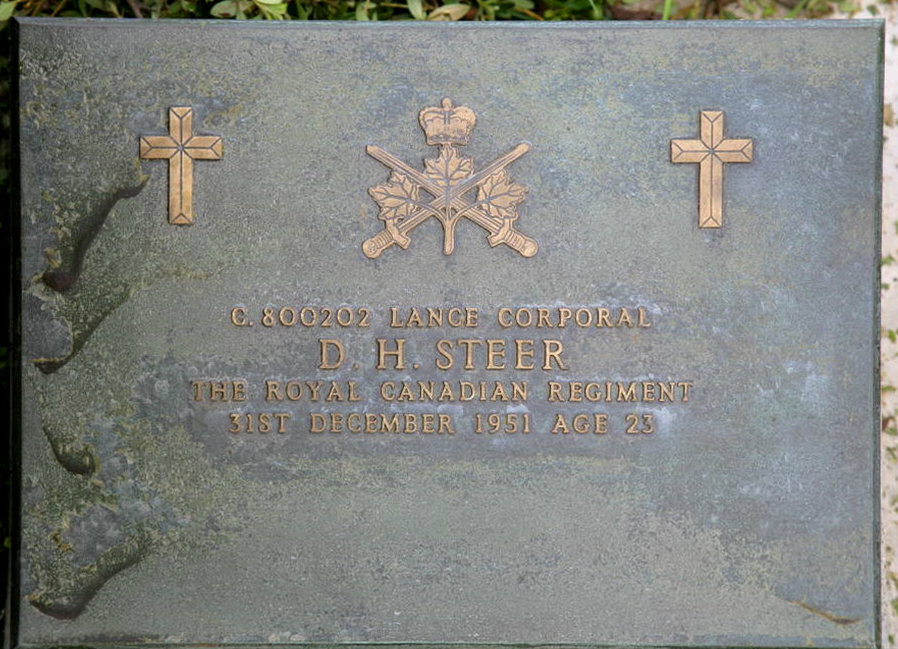 C. 800202 LANCE CORPORAL
D. H. STEER
THE ROYAL CANADIAN REGIMENT
31ST DECEMBER 1951 AGE 23